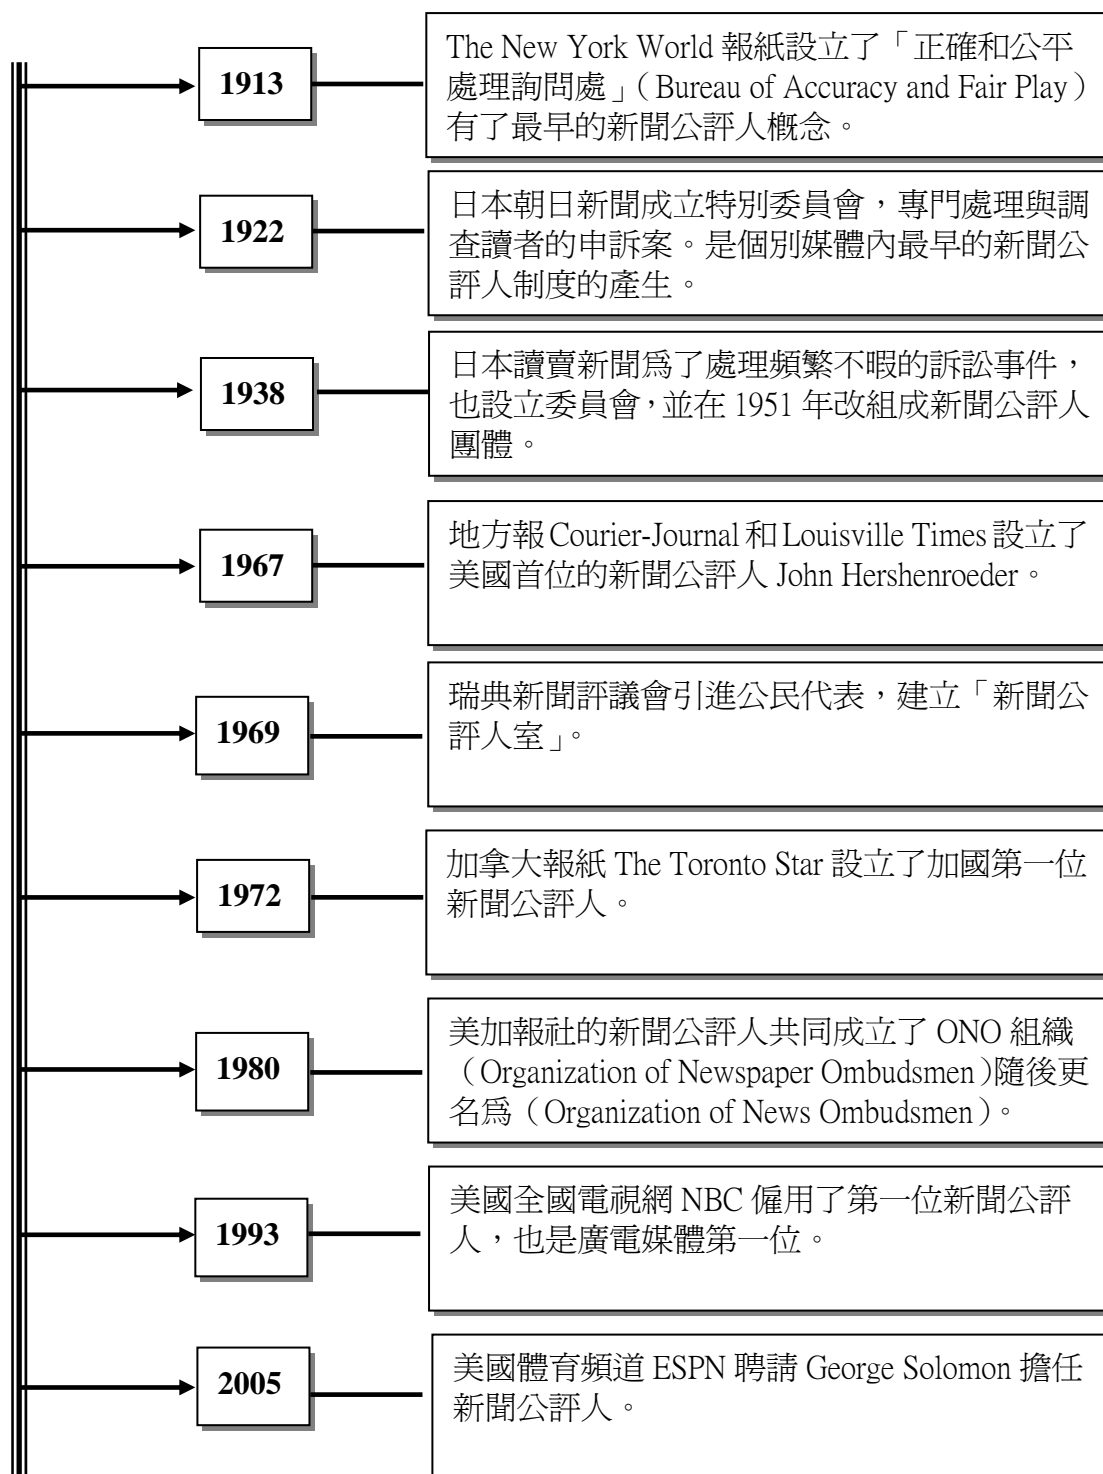 1913
The New York World 報紙設立了「正確和公平
處理詢問處」（Bureau of Accuracy and Fair Play）
有了最早的新聞公評人概念。
1922
日本朝日新聞成立特別委員會，專門處理與調
查讀者的申訴案。是個別媒體內最早的新聞公
評人制度的產生。
1938
日本讀賣新聞為了處理頻繁不暇的訴訟事件，
也設立委員會，並在 1951 年改組成新聞公評人
團體。
1967
地方報 Courier-Journal 和 Louisville Times 設立了
美國首位的新聞公評人 John Hershenroeder。
1969
瑞典新聞評議會引進公民代表，建立「新聞公
評人室」。
1972
加拿大報紙 The Toronto Star 設立了加國第一位
新聞公評人。
1980
美加報社的新聞公評人共同成立了 ONO 組織
（Organization of Newspaper Ombudsmen）隨後更
名為（Organization of News Ombudsmen）。
1993
美國全國電視網 NBC 僱用了第一位新聞公評
人，也是廣電媒體第一位。
2005
美國體育頻道 ESPN 聘請 George Solomon 擔任
新聞公評人。